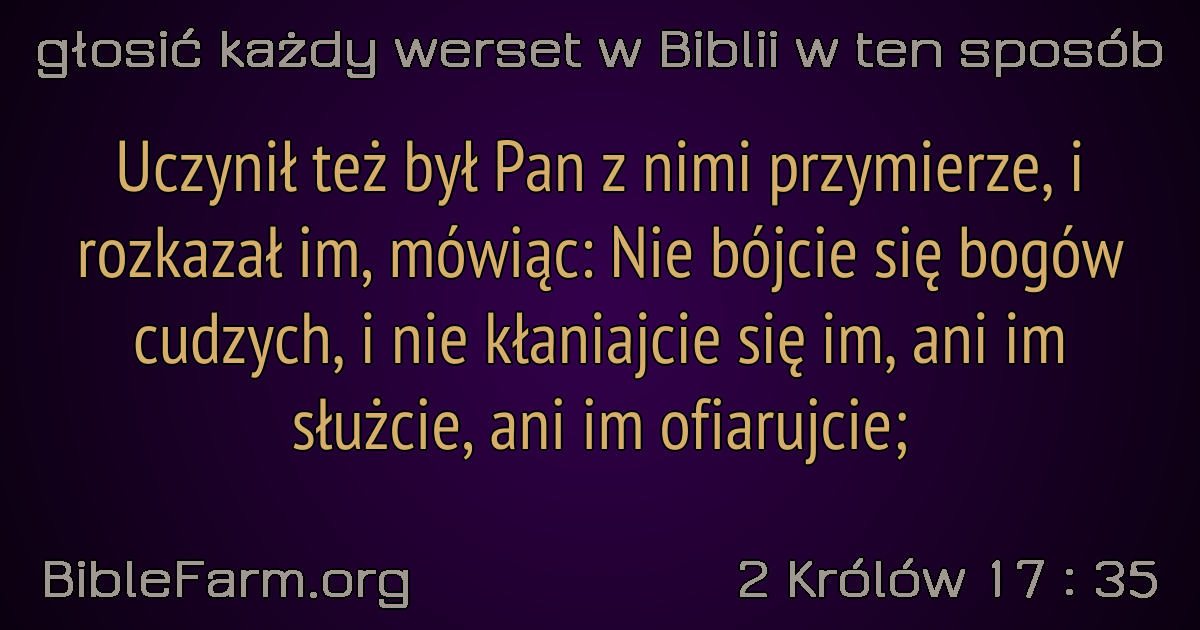 głosić każdy werset w Biblii w ten sposób
Uczynił też był Pan z nimi przymierze, i
rozkazał im, mówiąc: Nie bójcie się bogów
cudzych, i nie kłaniajcie się im, ani im
służcie, ani im ofiarujcie;
BibleFarm.org
2 Królów 17 : 35